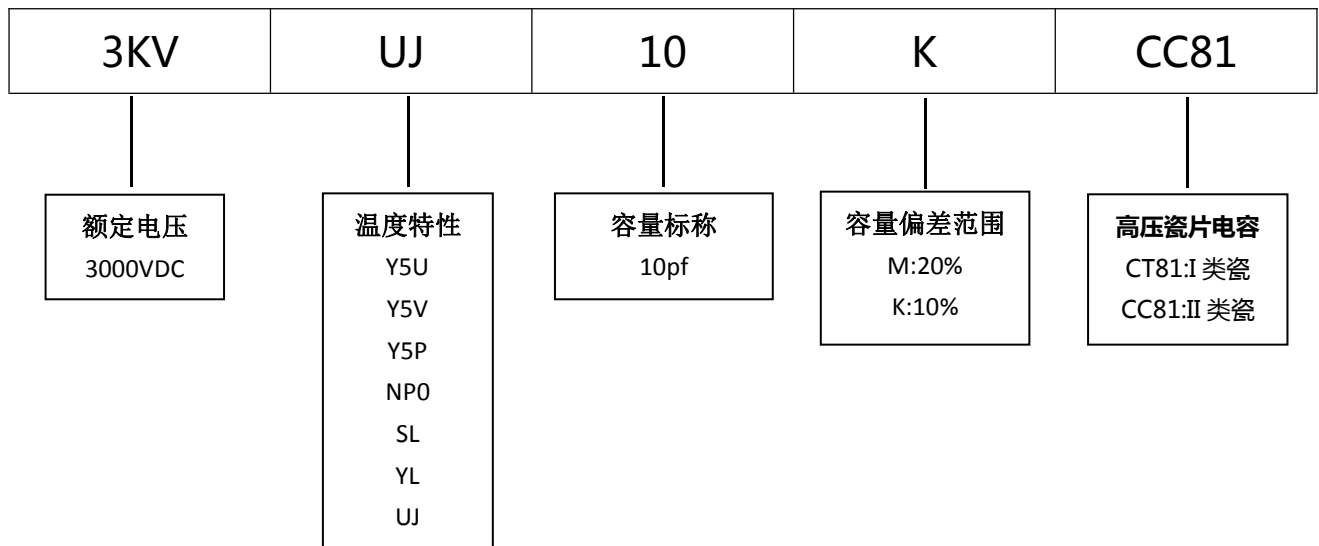 3KV UJ 10 K CC81
额定电压
3000VDC
温度特性
Y5U
Y5V
Y5P
NP0
SL
YL
UJ
容量标称
10pf
容量偏差范围
M:20%
K:10%
高压瓷片电容
CT81:I 类瓷
CC81:II 类瓷